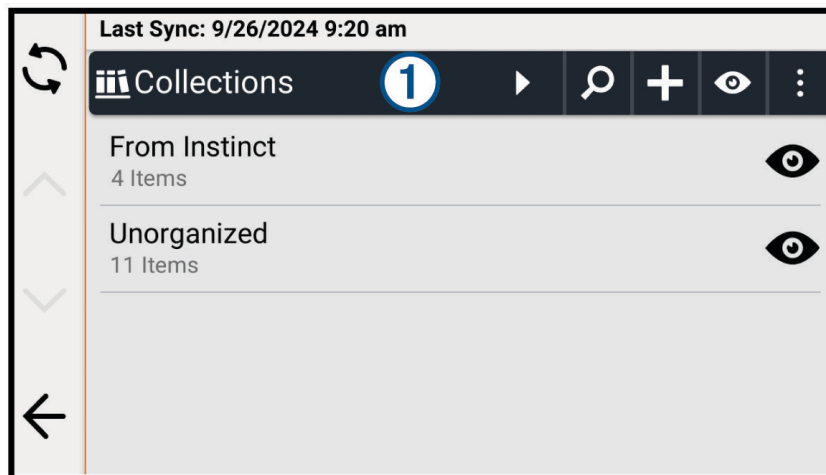 Last Sync: 9/26/2024 9:20 am
Collections 1
From Instinct
4 Items
Unorganized
11 Items